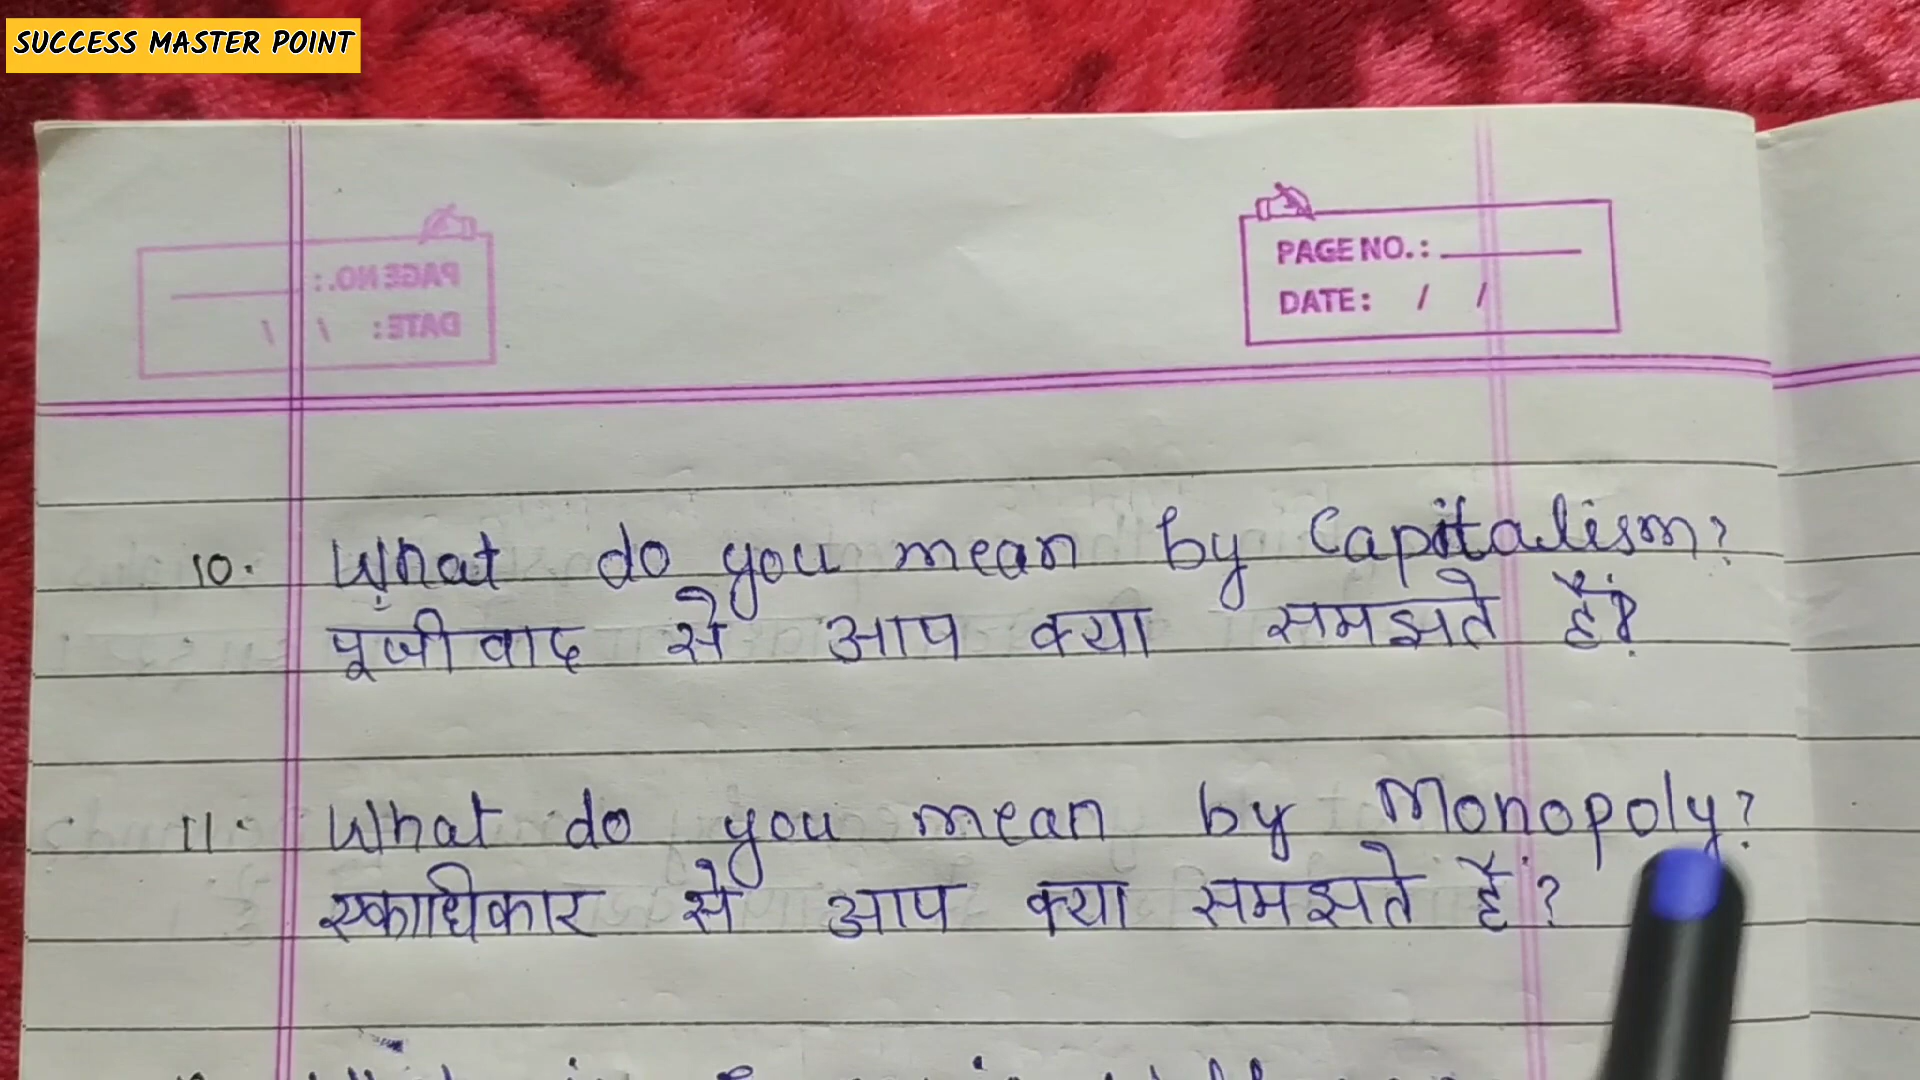 SUCCESS MASTER POINT
PAGE NO.:
DATE: / /
10. What do you mean by Capitalism?
पूंजीवाद से आप क्या समझते हैं?
11. What do you mean by Monopoly?
एकाधिकार से आप क्या समझते हैं?